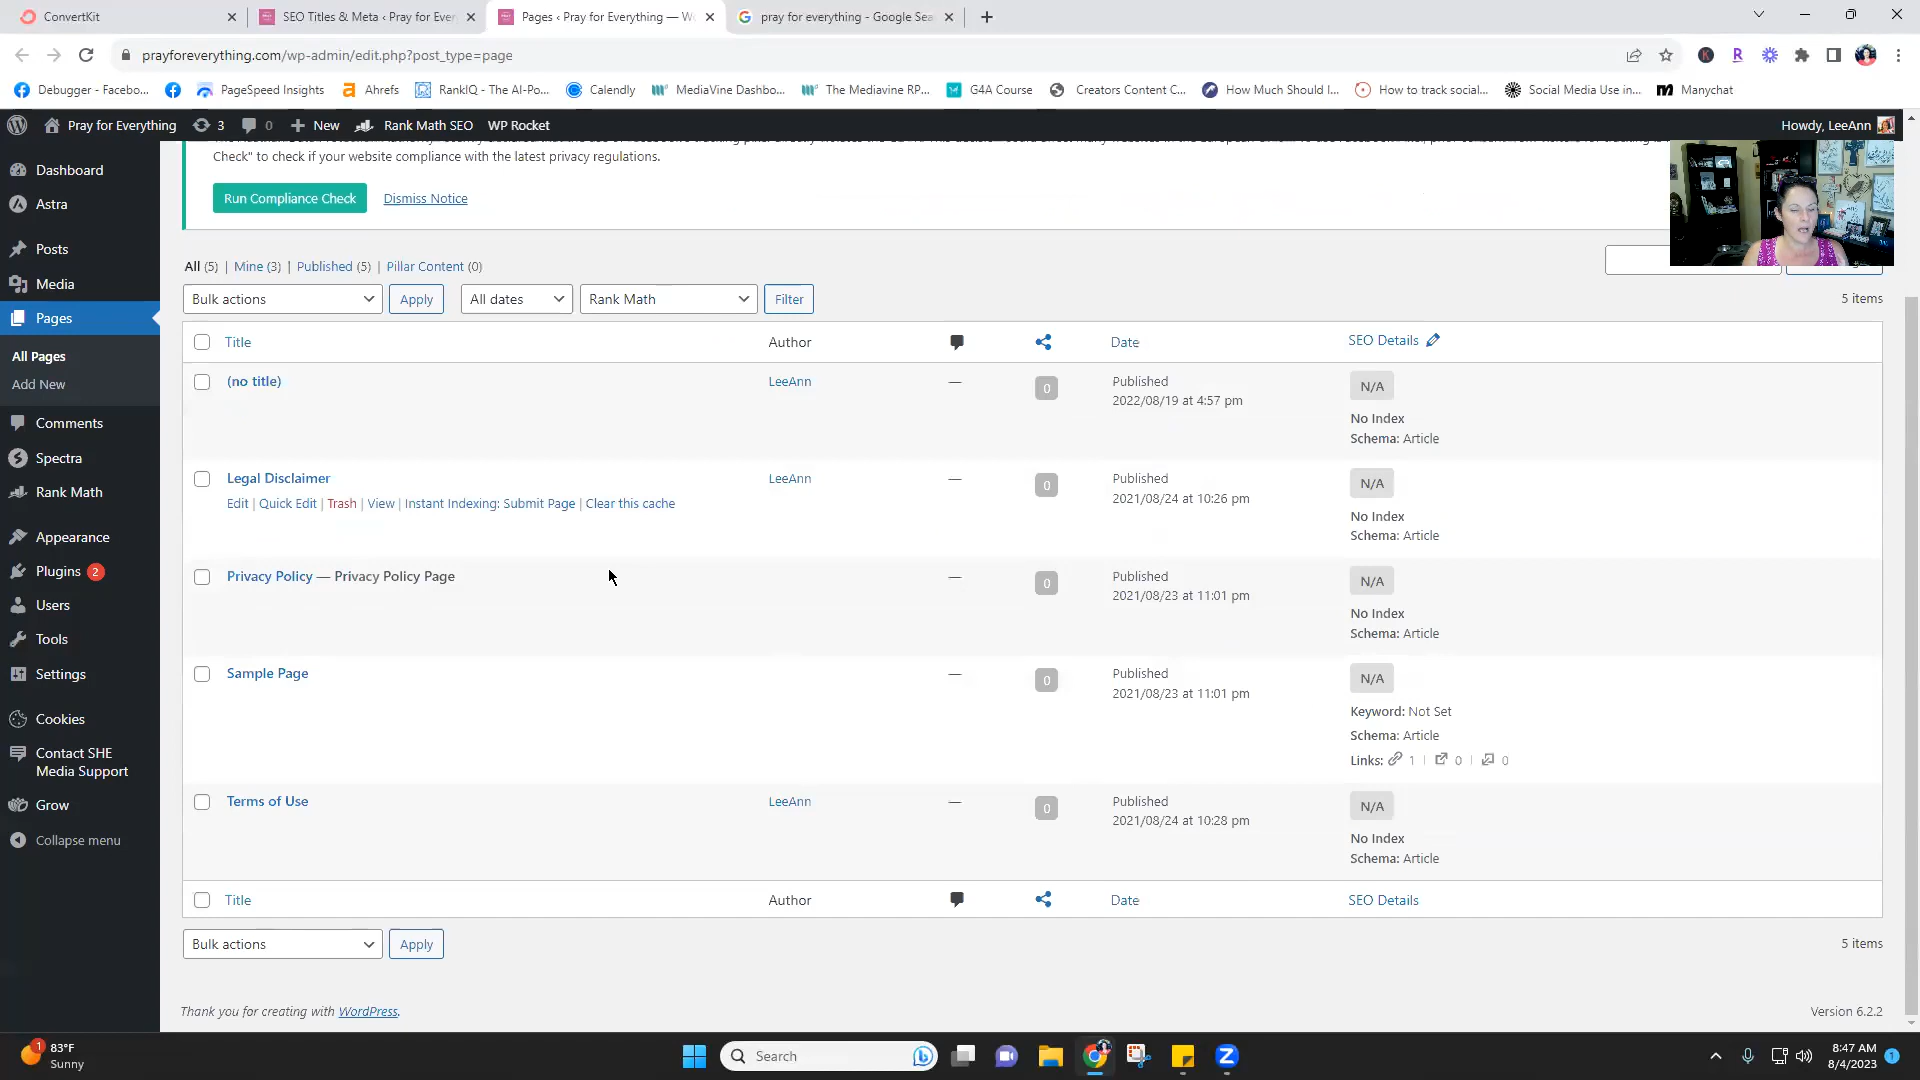 ConvertKit
SEO Titles & Meta ‹ Pray for Ever
Pages ‹ Pray for Everything — W
pray for everything - Google Sea
prayforeverything.com/wp-admin/edit.php?post_type=page
Debugger - Facebo...
PageSpeed Insights
Ahrefs
RankIQ - The AI-Po...
Calendly
MediaVine Dashbo...
The Mediavine RP...
G4A Course
Creators Content C...
How Much Should I...
How to track social...
Social Media Use in...
Manychat
Pray for Everything
3
0
New
Rank Math SEO
WP Rocket
Howdy, LeeAnn
Check" to check if your website compliance with the latest privacy regulations.
Run Compliance Check
Dismiss Notice
Dashboard
Astra
Posts
Media
Pages
All Pages
Add New
Comments
Spectra
Rank Math
Appearance
Plugins 2
Users
Tools
Settings
Cookies
Contact SHE
Media Support
Grow
Collapse menu
All (5) | Mine (3) | Published (5) | Pillar Content (0)
Bulk actions
Apply
All dates
Rank Math
Filter
5 items
Title
Author
Date
SEO Details
(no title)
LeeAnn
—
0
Published
2022/08/19 at 4:57 pm
N/A
No Index
Schema: Article
Legal Disclaimer
Edit | Quick Edit | Trash | View | Instant Indexing: Submit Page | Clear this cache
LeeAnn
—
0
Published
2021/08/24 at 10:26 pm
N/A
No Index
Schema: Article
Privacy Policy — Privacy Policy Page
—
0
Published
2021/08/23 at 11:01 pm
N/A
No Index
Schema: Article
Sample Page
—
0
Published
2021/08/23 at 11:01 pm
N/A
Keyword: Not Set
Schema: Article
Links: 1 | 0 | 0
Terms of Use
LeeAnn
—
0
Published
2021/08/24 at 10:28 pm
N/A
No Index
Schema: Article
Title
Author
Date
SEO Details
Bulk actions
Apply
5 items
Thank you for creating with WordPress.
Version 6.2.2
1
83°F
Sunny
Search
8:47 AM
8/4/2023
1